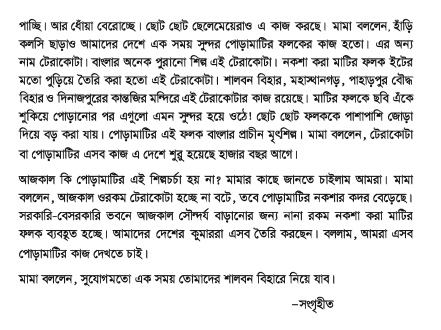 পাচ্ছি। আর ধোঁয়া বেরোচ্ছে। ছোট ছোট ছেলেমেয়েরাও এ কাজ করছে। মামা বললেন, হাঁড়ি
কলসি ছাড়াও আমাদের দেশে এক সময় সুন্দর পোড়ামাটির ফলকের কাজ হতো। এর অন্য
নাম টেরাকোটা। বাংলার অনেক পুরানো শিল্প এই টেরাকোটা। নকশা করা মাটির ফলক ইটের
মতো পুড়িয়ে তৈরি করা হতো এই টেরাকোটা। শালবন বিহার, মহাস্থানগড়, পাহাড়পুর বৌদ্ধ
বিহার ও দিনাজপুরের কান্তজির মন্দিরে এই টেরাকোটার কাজ রয়েছে। মাটির ফলকে ছবি এঁকে
শুকিয়ে পোড়ানোর পর এগুলো এমন সুন্দর হয়ে ওঠে! ছোট ছোট ফলককে পাশাপাশি জোড়া
দিয়ে বড় করা যায়। পোড়ামাটির এই ফলক বাংলার প্রাচীন মৃৎশিল্প। মামা বললেন, টেরাকোটা
বা পোড়ামাটির এসব কাজ এ দেশে শুরু হয়েছে হাজার বছর আগে।
আজকাল কি পোড়ামাটির এই শিল্পচর্চা হয় না? মামার কাছে জানতে চাইলাম আমরা। মামা
বললেন, আজকাল ওরকম টেরাকোটা হচ্ছে না বটে, তবে পোড়ামাটির নকশার কদর বেড়েছে।
সরকারি-বেসরকারি ভবনে আজকাল সৌন্দর্য বাড়ানোর জন্য নানা রকম নকশা করা মাটির
ফলক ব্যবহৃত হচ্ছে। আমাদের দেশের কুমাররা এসব তৈরি করছেন। বললাম, আমরা এসব
পোড়ামাটির কাজ দেখতে চাই।
মামা বললেন, সুযোগমতো এক সময় তোমাদের শালবন বিহারে নিয়ে যাব।
–সংগৃহীত